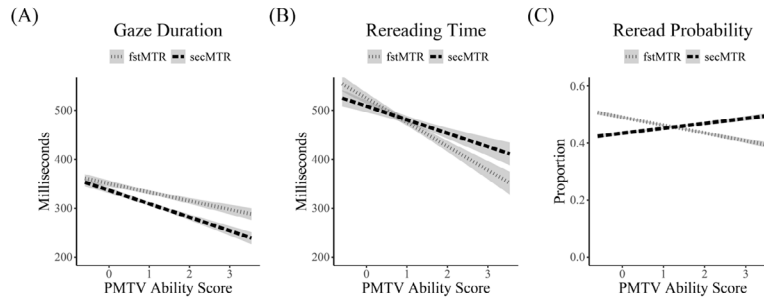 (A) Gaze Duration
fstMTR secMTR
Milliseconds
500
400
300
200
0 1 2 3
PMTV Ability Score
(B) Rereading Time
fstMTR secMTR
Milliseconds
500
400
300
200
0 1 2 3
PMTV Ability Score
(C) Reread Probability
fstMTR secMTR
Proportion
0.6
0.4
0.2
0.0
0 1 2 3
PMTV Ability Score